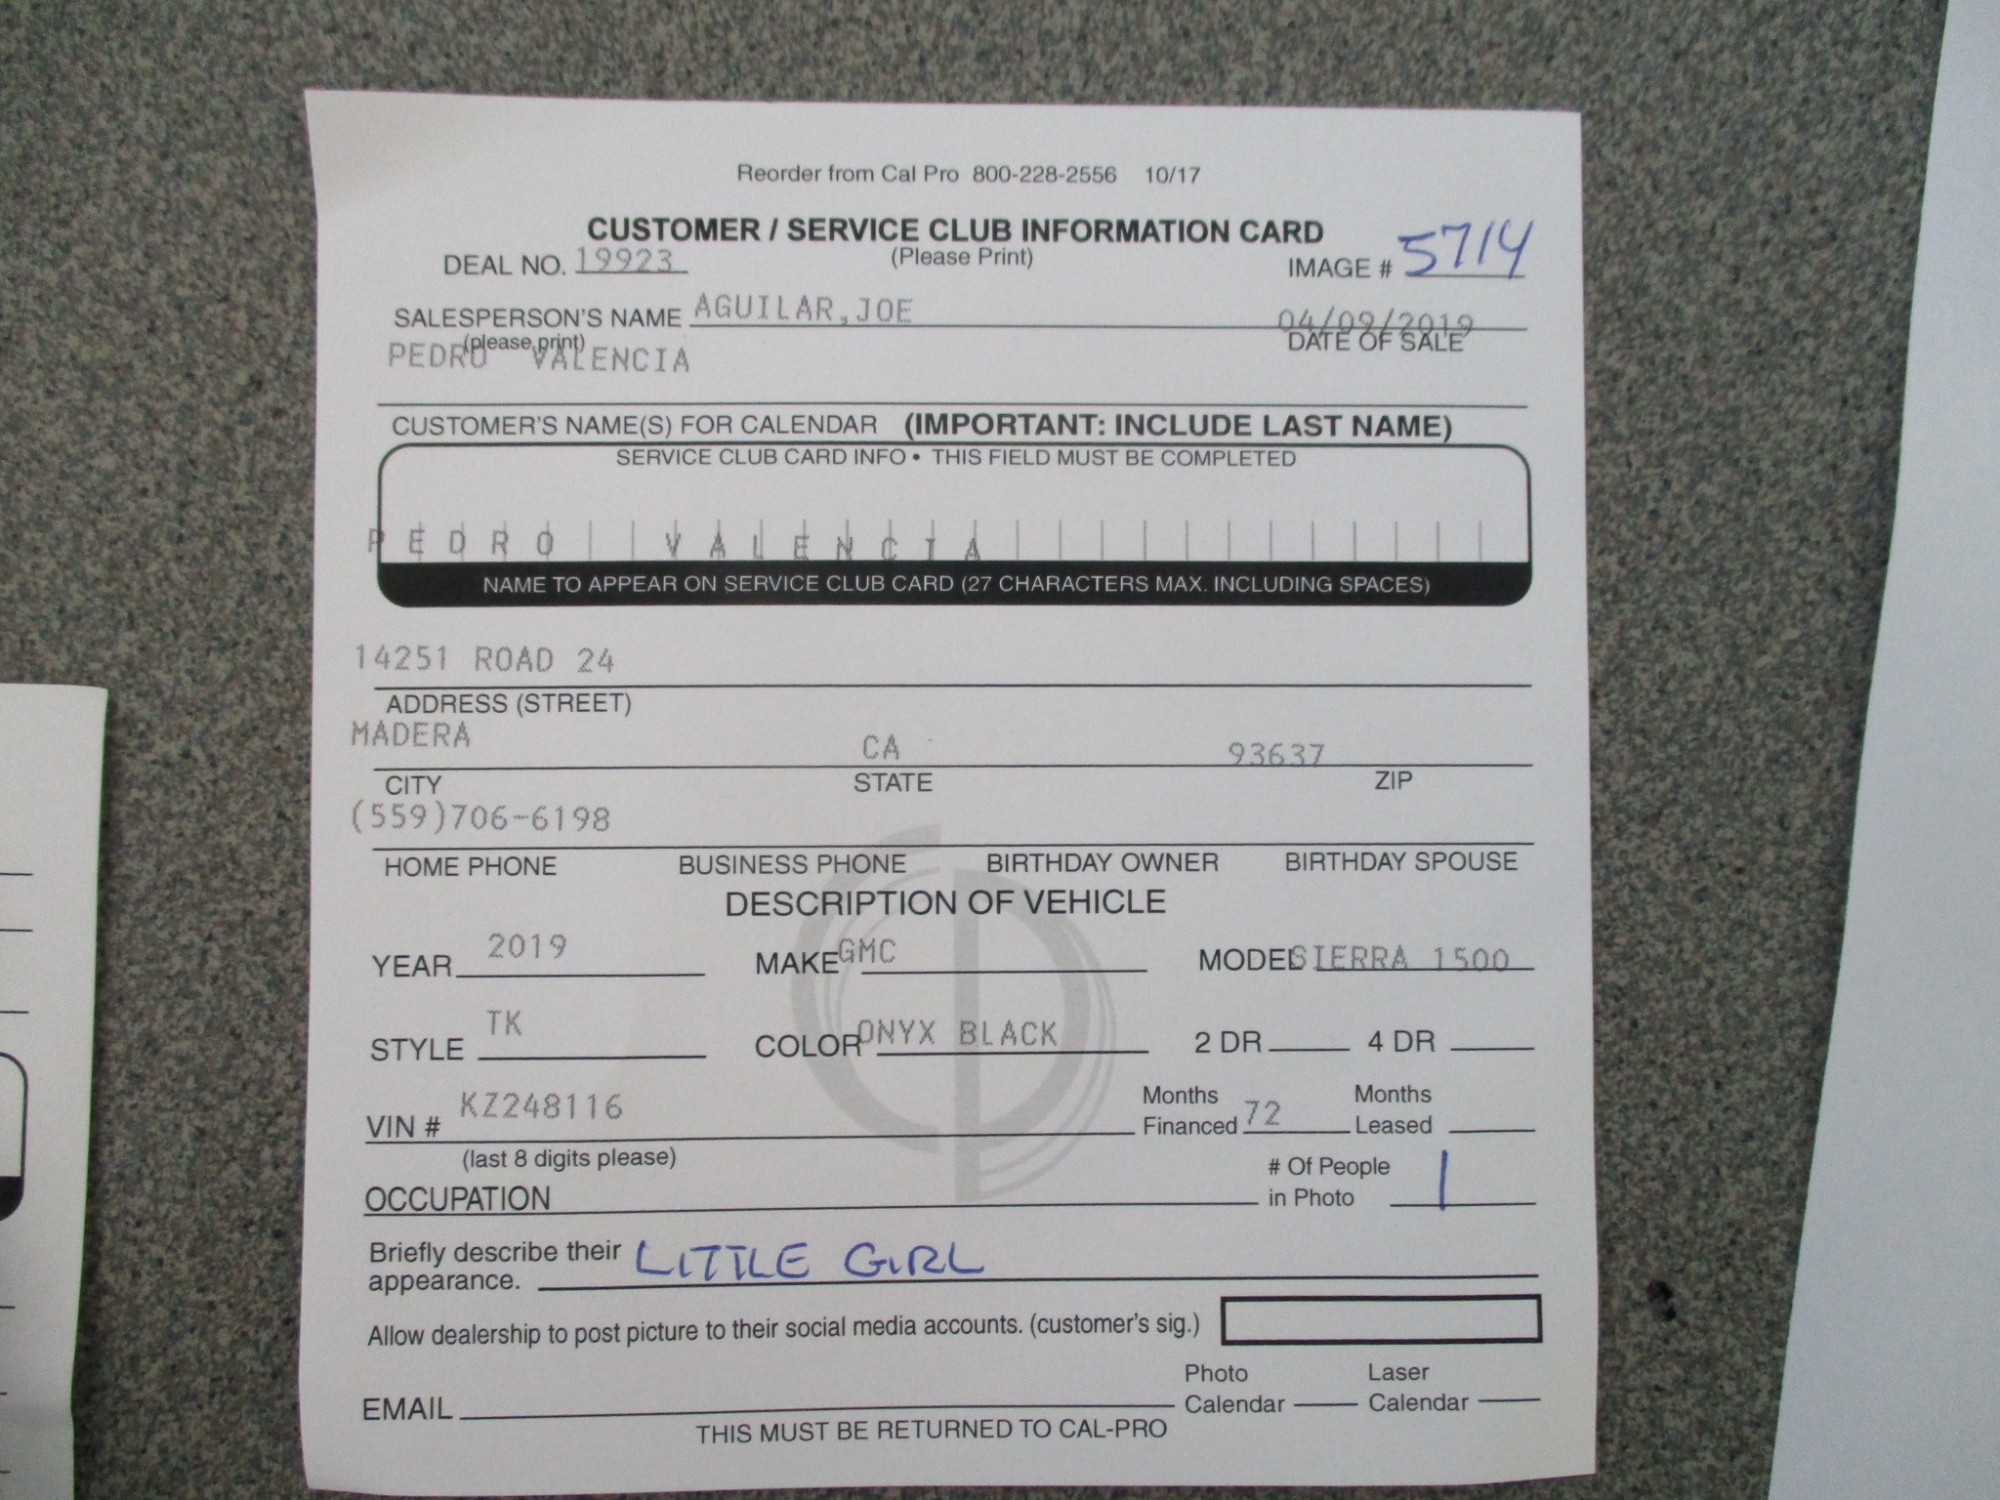 Reorder from Cal Pro 800-228-2556 10/17
CUSTOMER / SERVICE CLUB INFORMATION CARD
DEAL NO. 19923 (Please Print) IMAGE # 5714
SALESPERSON'S NAME AGUILAR,JOE 04/09/2019
(please print) DATE OF SALE
PEDRO VALENCIA
CUSTOMER'S NAME(S) FOR CALENDAR (IMPORTANT: INCLUDE LAST NAME)
SERVICE CLUB CARD INFO • THIS FIELD MUST BE COMPLETED
PEDRO VALENCIA
NAME TO APPEAR ON SERVICE CLUB CARD (27 CHARACTERS MAX. INCLUDING SPACES)
14251 ROAD 24
ADDRESS (STREET)
MADERA CA 93637
CITY STATE ZIP
(559)706-6198
HOME PHONE BUSINESS PHONE BIRTHDAY OWNER BIRTHDAY SPOUSE
DESCRIPTION OF VEHICLE
YEAR 2019 MAKE GMC MODEL SIERRA 1500
STYLE TK COLOR ONYX BLACK 2 DR 4 DR
VIN # KZ248116 Months Financed 72 Months Leased
(last 8 digits please)
OCCUPATION # Of People in Photo 1
Briefly describe their appearance. LITTLE GIRL
Allow dealership to post picture to their social media accounts. (customer's sig.)
EMAIL Photo Calendar Laser Calendar
THIS MUST BE RETURNED TO CAL-PRO